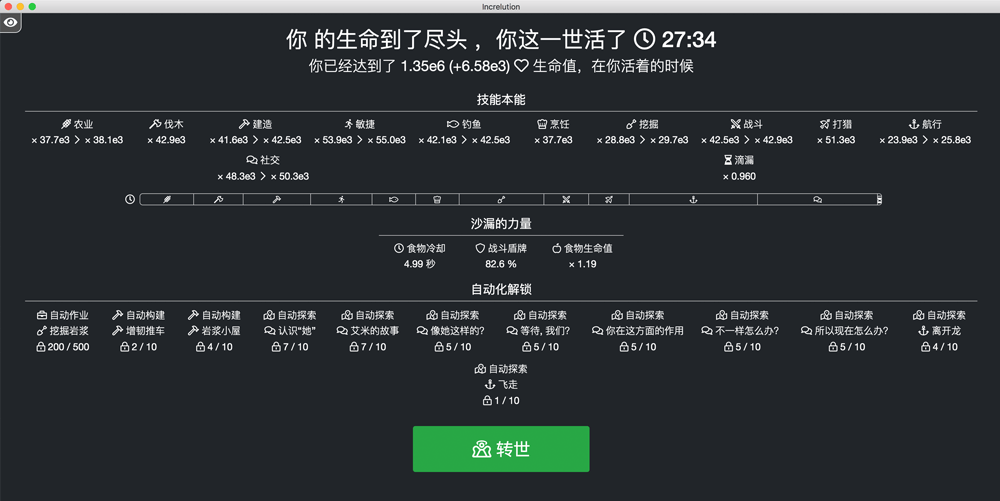 Increlution
你 的生命到了尽头 ，你这一世活了 27:34
你已经达到了 1.35e6 (+6.58e3) 生命值，在你活着的时候
技能本能
农业 伐木 建造 敏捷 钓鱼 烹饪 挖掘 战斗 打猎 航行
× 37.7e3 > × 38.1e3 × 42.9e3 × 41.6e3 > × 42.5e3 × 53.9e3 > × 55.0e3 × 42.1e3 > × 42.5e3 × 37.7e3 × 28.8e3 > × 29.7e3 × 42.5e3 > × 42.9e3 × 51.3e3 × 23.9e3 > × 25.8e3
社交 滴漏
× 48.3e3 > × 50.3e3 × 0.960
沙漏的力量
食物冷却 战斗盾牌 食物生命值
4.99 秒 82.6 % × 1.19
自动化解锁
自动作业 自动构建 自动构建 自动探索 自动探索 自动探索 自动探索 自动探索 自动探索 自动探索 自动探索
挖掘岩浆 增韧推车 岩浆小屋 认识“她” 艾米的故事 像她这样的? 等待, 我们? 你在这方面的作用 不一样怎么办? 所以现在怎么办? 离开龙
200 / 500 2 / 10 4 / 10 7 / 10 7 / 10 5 / 10 5 / 10 5 / 10 5 / 10 5 / 10 4 / 10
自动探索
飞走
1 / 10
转世